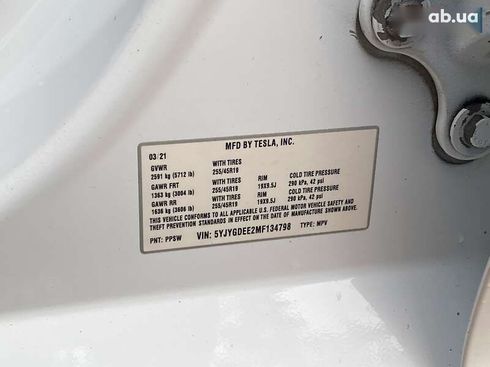 ab.ua
MFD BY TESLA, INC.
03/21
GVWR WITH TIRES
2591 kg (5712 lb) 255/45R19
GAWR FRT WITH TIRES RIM COLD TIRE PRESSURE
1363 kg (3004 lb) 255/45R19 19X9.5J 290 kPa, 42 psi
GAWR RR WITH TIRES RIM COLD TIRE PRESSURE
1636 kg (3606 lb) 255/45R19 19X9.5J 290 kPa, 42 psi
THIS VEHICLE CONFORMS TO ALL APPLICABLE U.S. FEDERAL MOTOR VEHICLE SAFETY AND
THEFT PREVENTION STANDARDS IN EFFECT ON THE DATE OF MANUFACTURE SHOWN ABOVE.
PNT: PPSW VIN: 5YJYGDEE2MF134798 TYPE: MPV